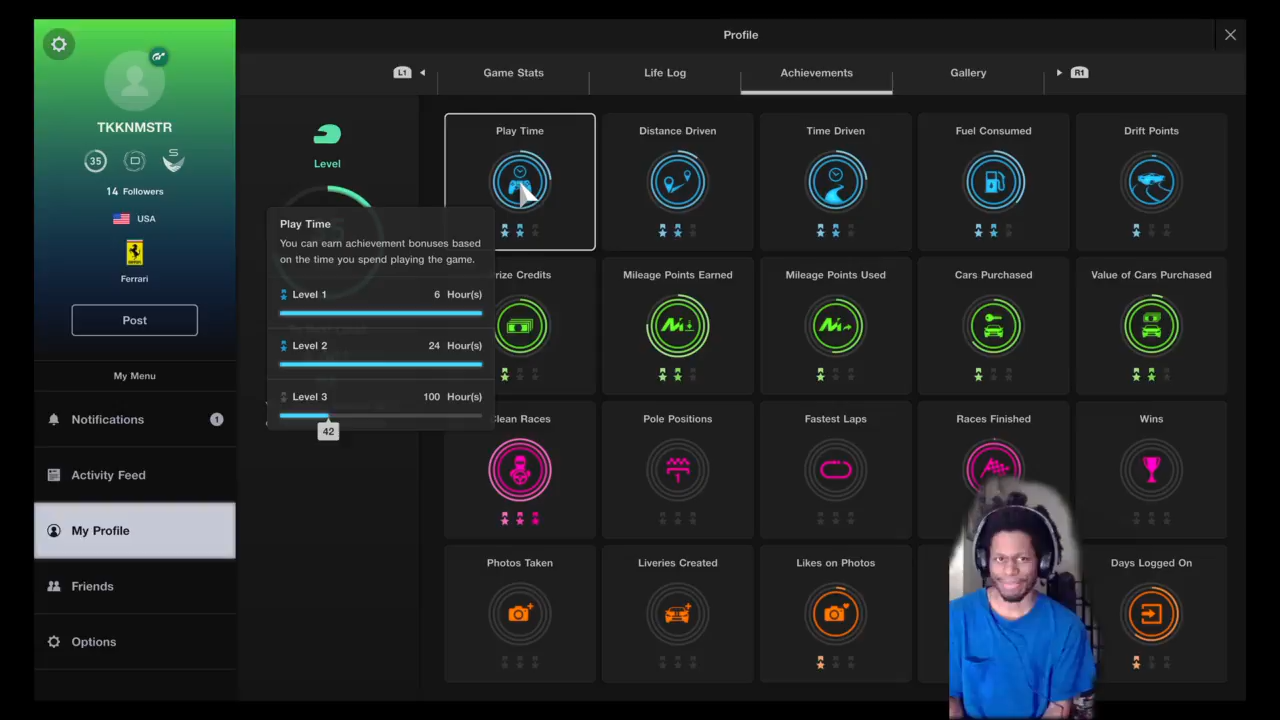 Profile
TKKNMSTR
35
D
S
14 Followers
USA
Ferrari
Post
My Menu
Notifications
1
Activity Feed
My Profile
Friends
Options
L1
Game Stats
Life Log
Achievements
Gallery
R1
Level
Play Time
Distance Driven
Time Driven
Fuel Consumed
Drift Points
Play Time
You can earn achievement bonuses based
on the time you spend playing the game.
Level 1 6 Hour(s)
Level 2 24 Hour(s)
Level 3 100 Hour(s)
42
rize Credits
Mileage Points Earned
Mileage Points Used
Cars Purchased
Value of Cars Purchased
Clean Races
Pole Positions
Fastest Laps
Races Finished
Wins
Photos Taken
Liveries Created
Likes on Photos
Days Logged On